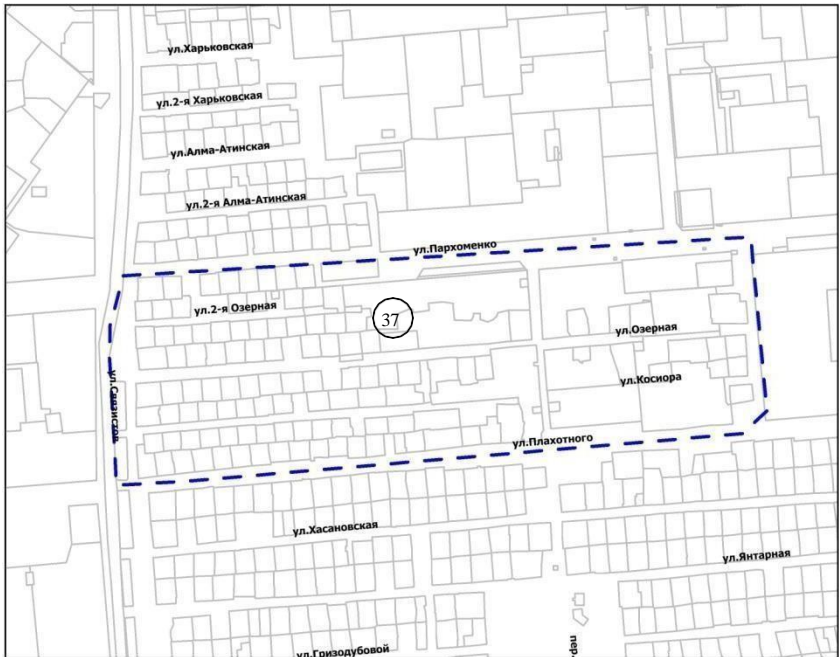 ул.Харьковская
ул.2-я Харьковская
ул.Алма-Атинская
ул.2-я Алма-Атинская
ул.Пархоменко
ул.2-я Озерная
37
ул.Озерная
ул.Косиора
ул.Связистов
ул.Плахотного
ул.Хасановская
ул.Янтарная
ул.Гризодубовой
пер.